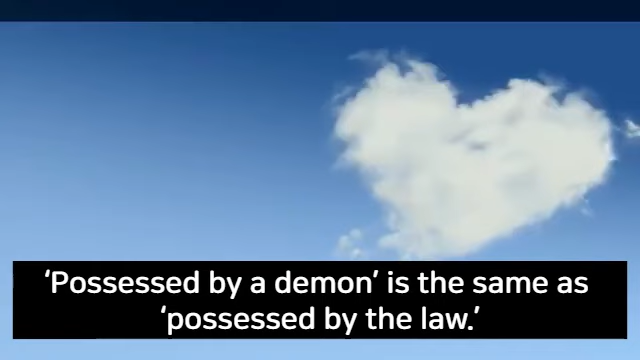 ‘Possessed by a demon’ is the same as
‘possessed by the law.’